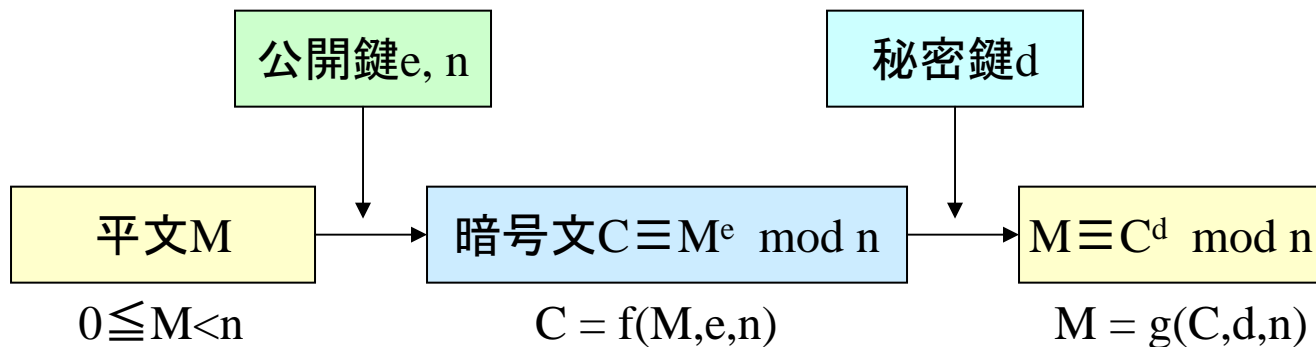 公開鍵e, n
秘密鍵d
平文M
暗号文C≡Mᵉ mod n
M≡Cᵈ mod n
0≦M<n
C = f(M,e,n)
M = g(C,d,n)